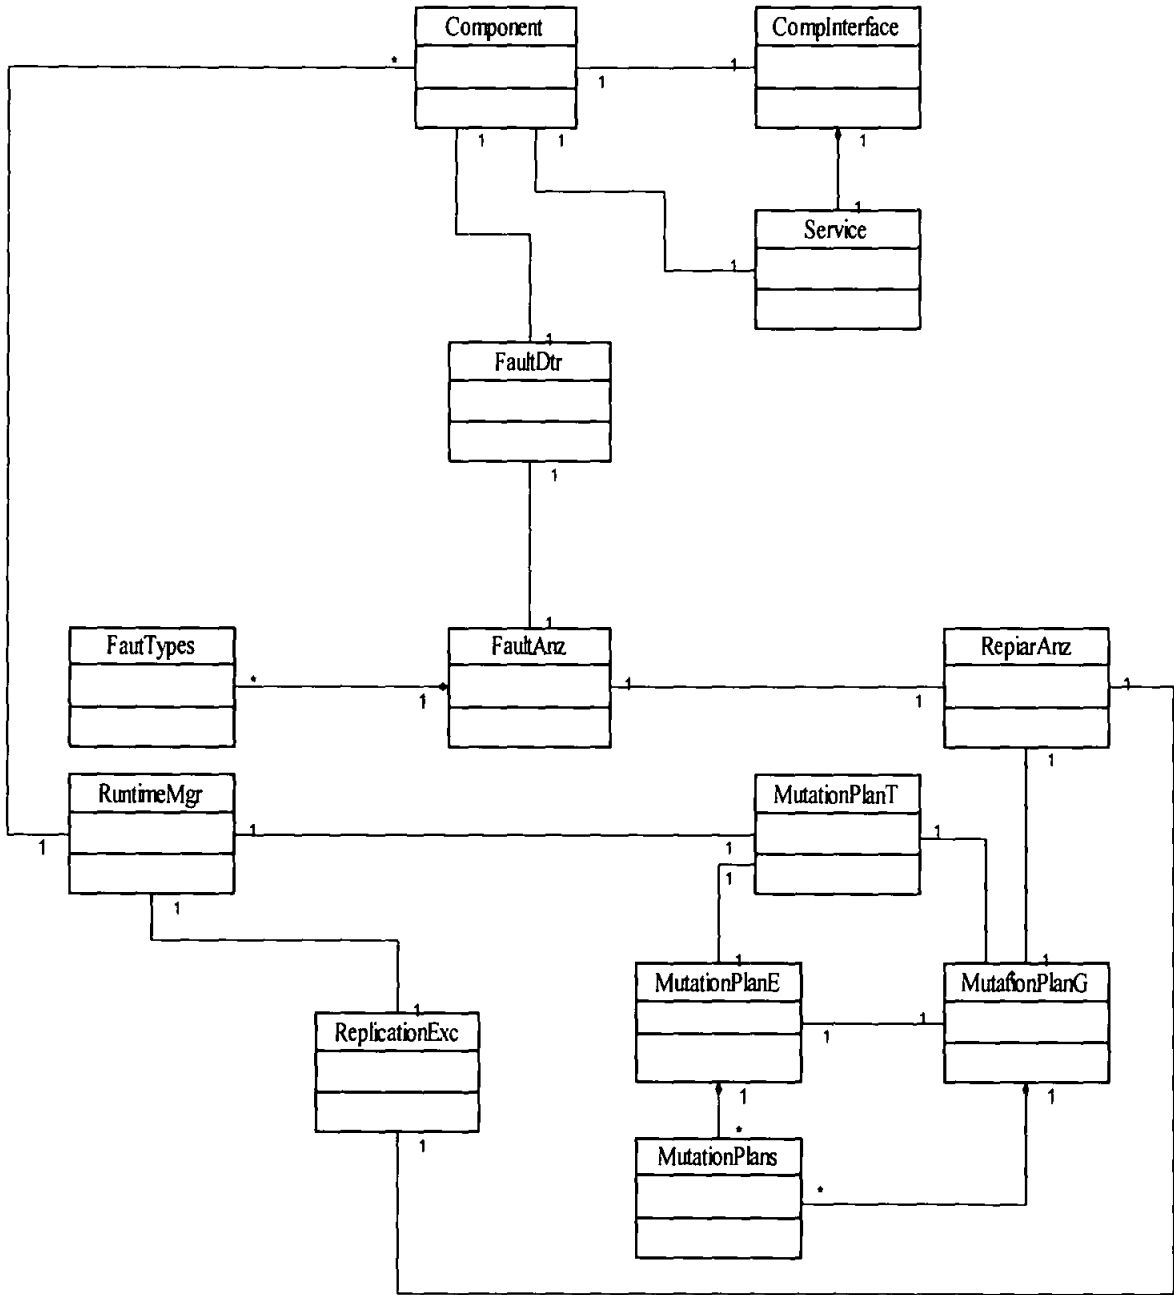 Component
CompInterface
*
1
1
1
1
1
1
Service
1
1
FaultDtr
1
1
FautTypes
FaultAnz
RepiarAnz
*
1
1
1
1
1
RuntimeMgr
MutationPlanT
1
1
1
1
1
1
1
1
1
MutationPlanE
MutationPlanG
1
1
1
ReplicationExc
1
1
1
*
MutationPlans
*